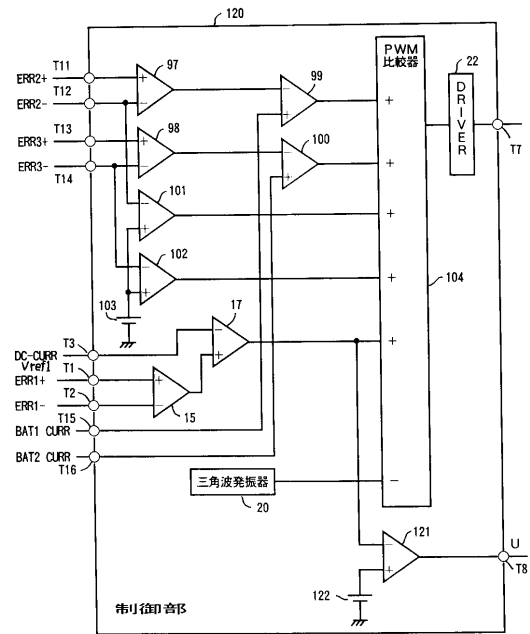 120
T11
ERR2+
T12
ERR2-
97
99
PWM
比較器
22
DRIVER
T7
T13
ERR3+
98
100
ERR3-
T14
101
102
103
104
17
T3
DC-CURR
Vref1
T1
ERR1+
T2
ERR1-
15
T15
BAT1 CURR
BAT2 CURR
T16
三角波発振器
20
121
U
T8
122
制御部